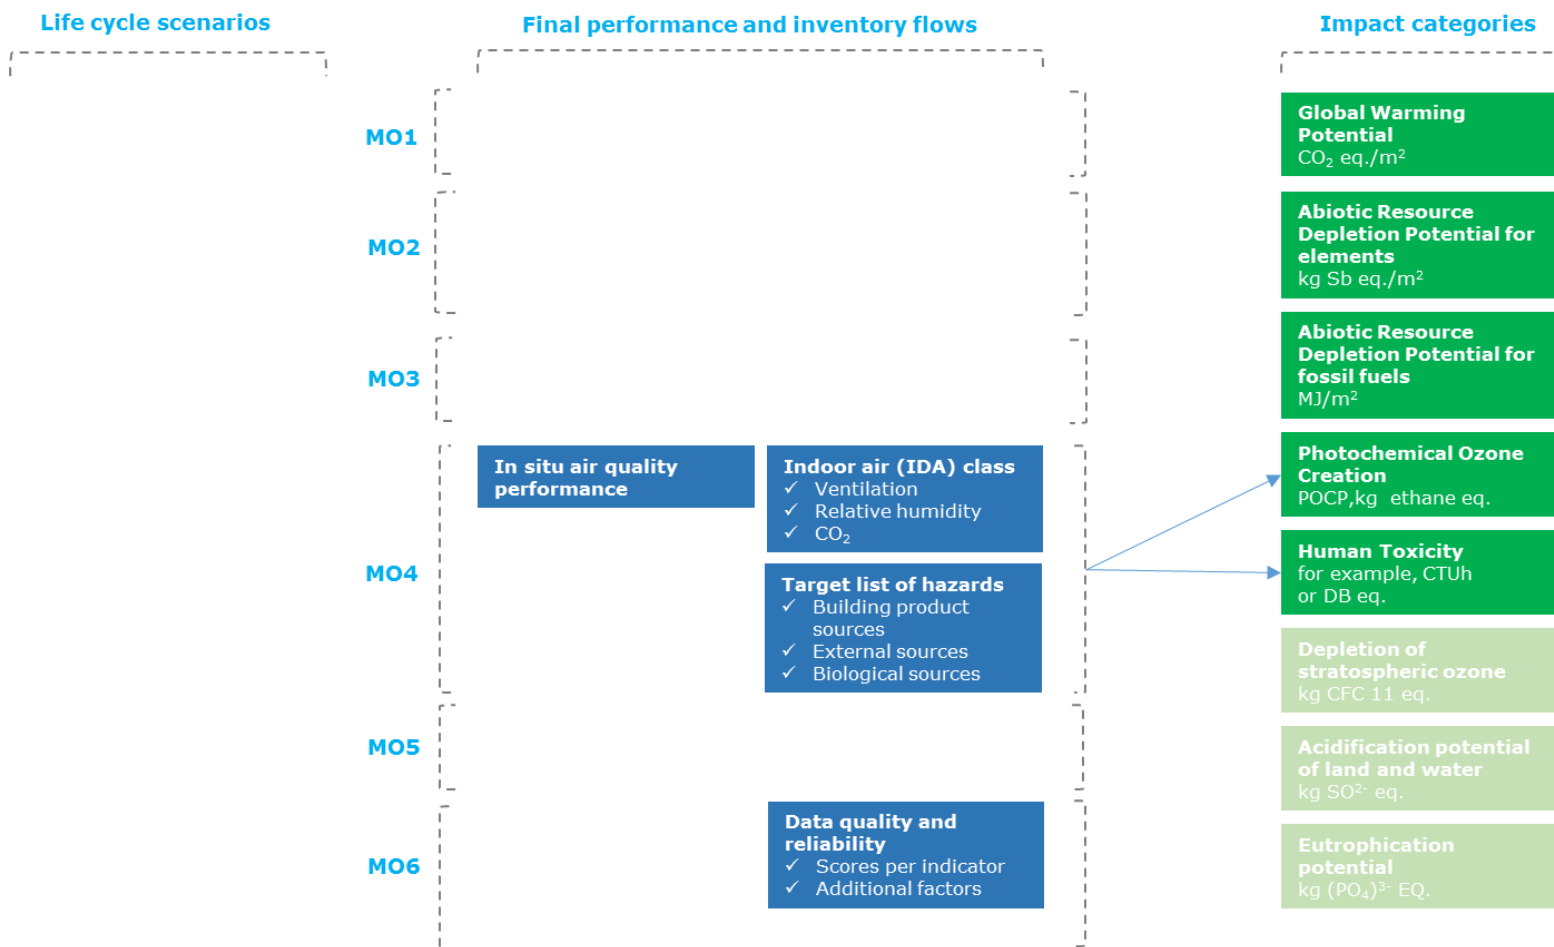 Life cycle scenarios
Final performance and inventory flows
Impact categories
MO1
MO2
MO3
MO4
MO5
MO6
In situ air quality
performance
Indoor air (IDA) class
✓ Ventilation
✓ Relative humidity
✓ CO₂
Target list of hazards
✓ Building product
sources
✓ External sources
✓ Biological sources
Data quality and
reliability
✓ Scores per indicator
✓ Additional factors
Global Warming
Potential
CO₂ eq./m²
Abiotic Resource
Depletion Potential for
elements
kg Sb eq./m²
Abiotic Resource
Depletion Potential for
fossil fuels
MJ/m²
Photochemical Ozone
Creation
POCP,kg ethane eq.
Human Toxicity
for example, CTUh
or DB eq.
Depletion of
stratospheric ozone
kg CFC 11 eq.
Acidification potential
of land and water
kg SO²⁻ eq.
Eutrophication
potential
kg (PO₄)³⁻ EQ.